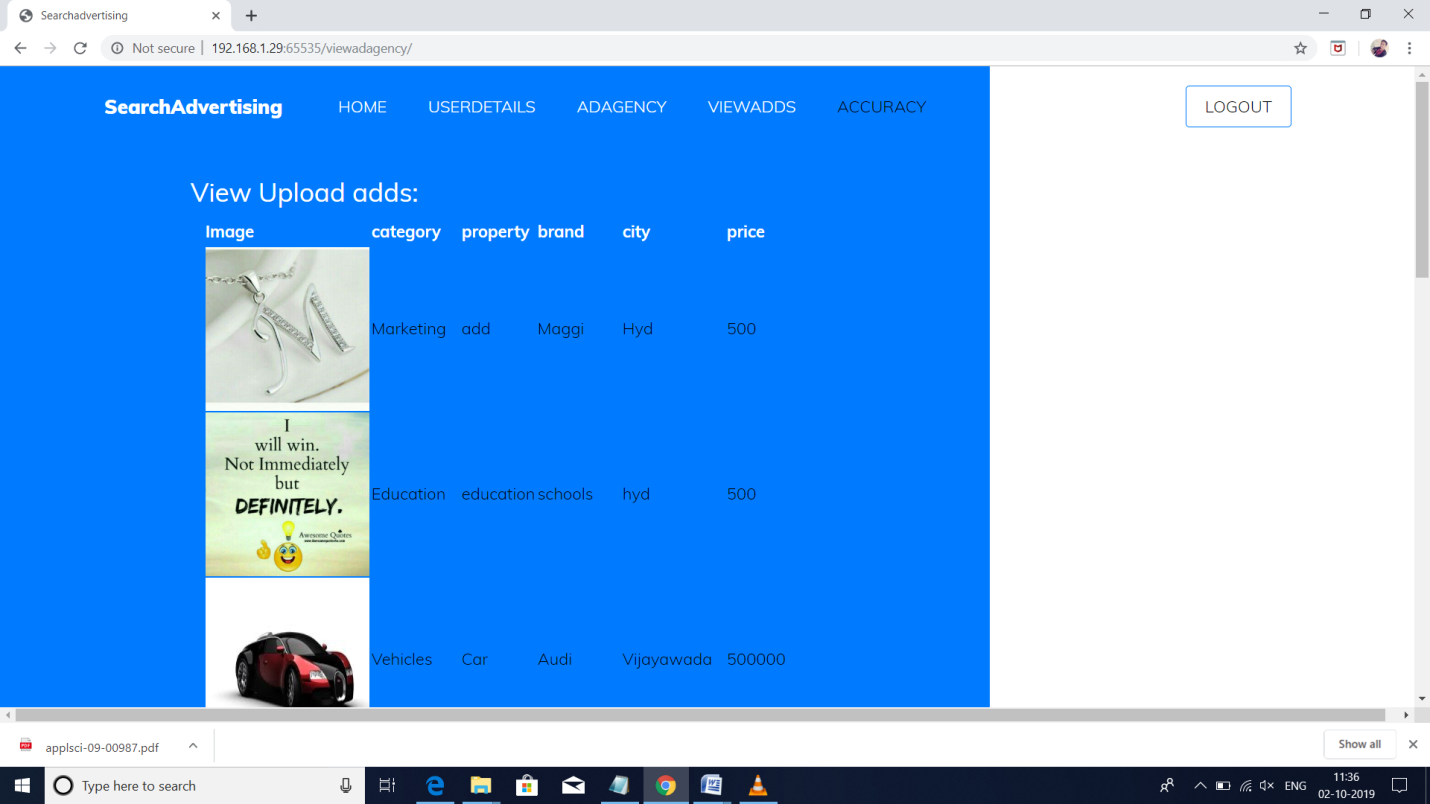 Searchadvertising
Not secure | 192.168.1.29:65535/viewadagency/
SearchAdvertising HOME USERDETAILS ADAGENCY VIEWADDS ACCURACY LOGOUT
View Upload adds:
Image category property brand city price
Marketing add Maggi Hyd 500
I
will win.
Not Immediately
but
DEFINITELY.
Awesome Quotes
Education education schools hyd 500
Vehicles Car Audi Vijayawada 500000
applsci-09-00987.pdf Show all
Type here to search ENG 11:36
02-10-2019